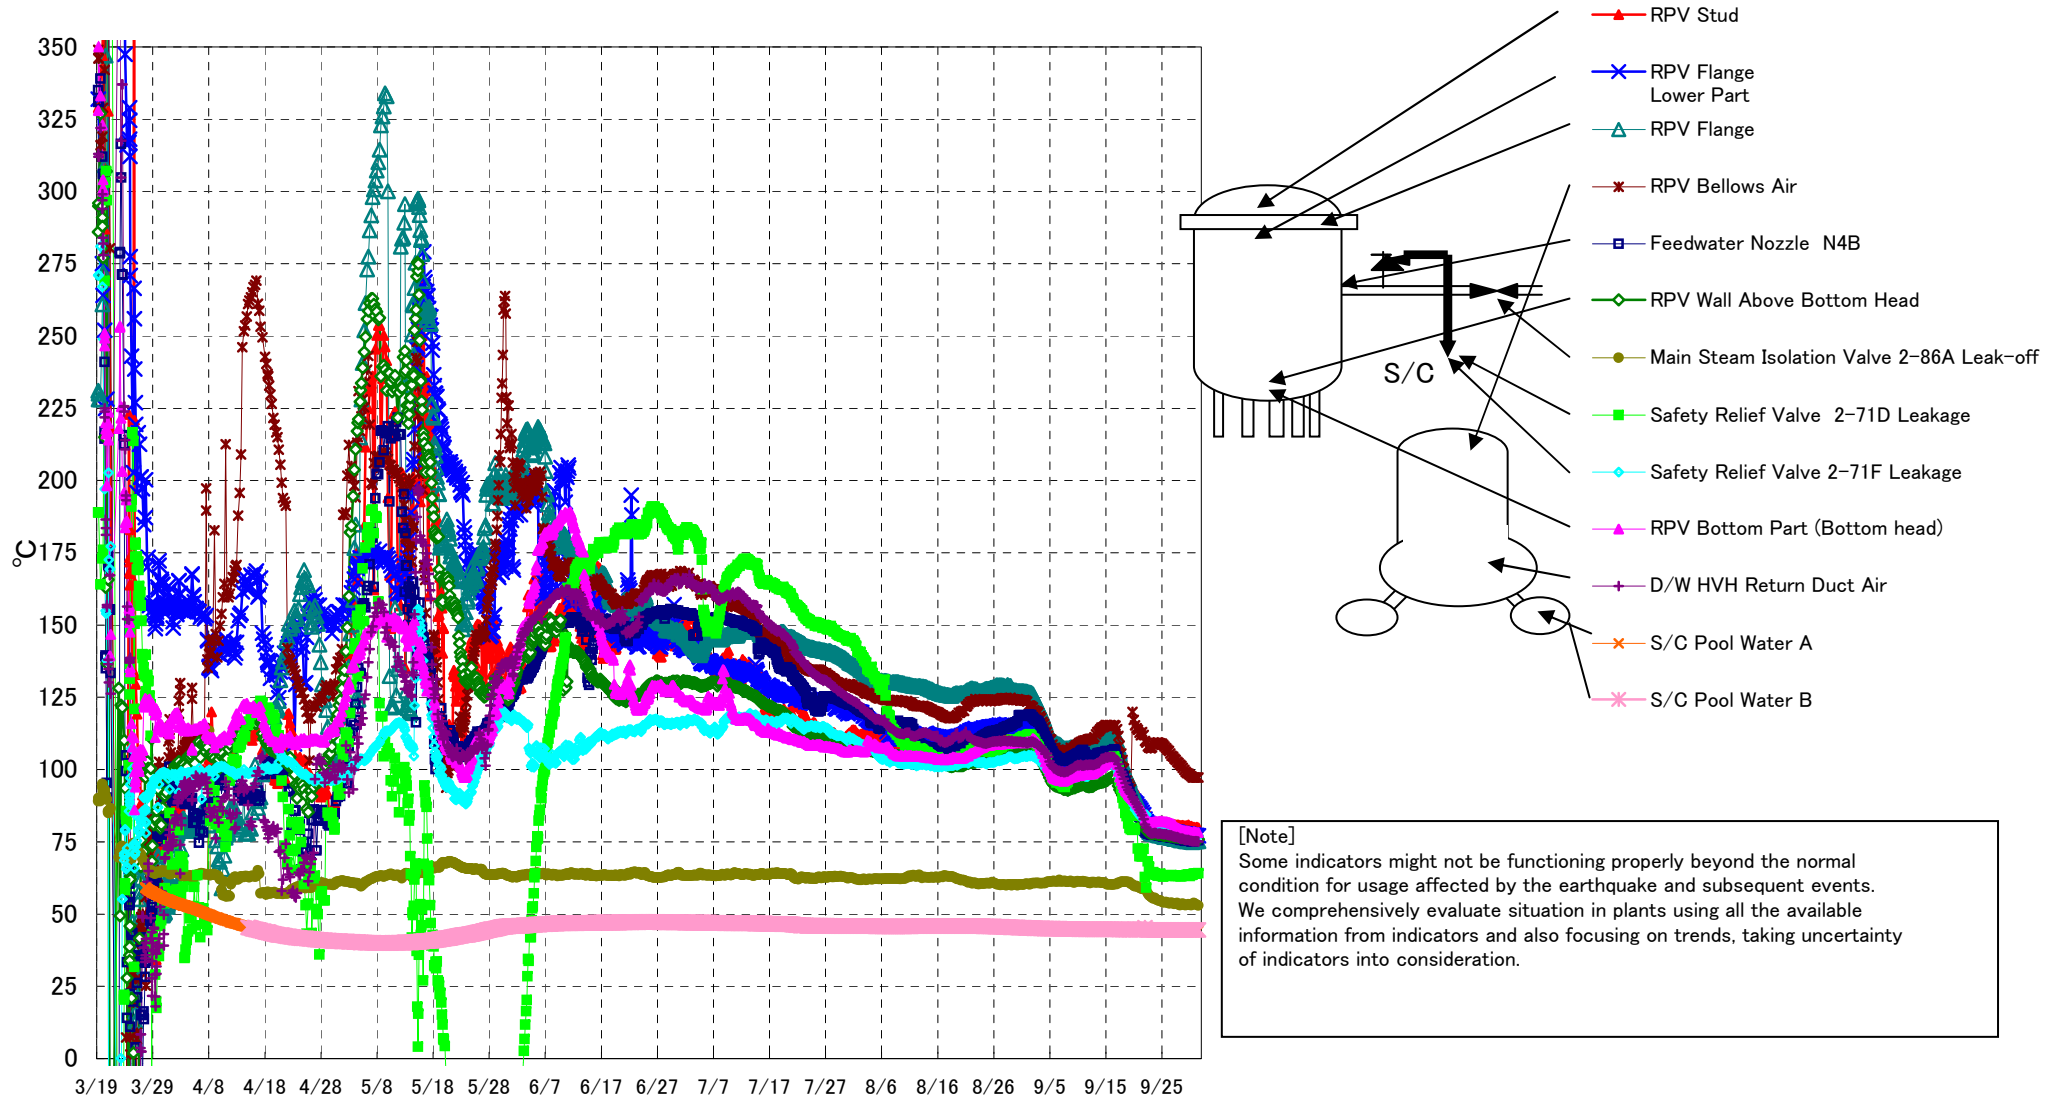 350
325
300
275
250
225
200
175
150
125
100
75
50
25
0
℃
3/19 3/29 4/8 4/18 4/28 5/8 5/18 5/28 6/7 6/17 6/27 7/7 7/17 7/27 8/6 8/16 8/26 9/5 9/15 9/25
RPV Stud
RPV Flange
Lower Part
RPV Flange
RPV Bellows Air
Feedwater Nozzle N4B
RPV Wall Above Bottom Head
Main Steam Isolation Valve 2-86A Leak-off
Safety Relief Valve 2-71D Leakage
Safety Relief Valve 2-71F Leakage
RPV Bottom Part (Bottom head)
D/W HVH Return Duct Air
S/C Pool Water A
S/C Pool Water B
S/C
[Note]
Some indicators might not be functioning properly beyond the normal
condition for usage affected by the earthquake and subsequent events.
We comprehensively evaluate situation in plants using all the available
information from indicators and also focusing on trends, taking uncertainty
of indicators into consideration.